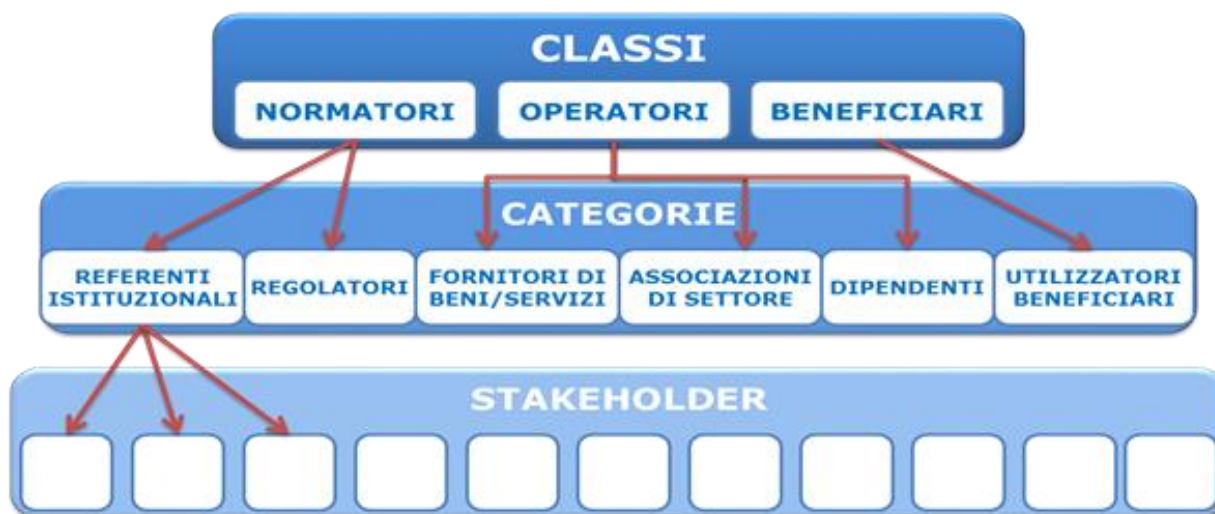 CLASSI
NORMATORI
OPERATORI
BENEFICIARI
CATEGORIE
REFERENTI
ISTITUZIONALI
REGOLATORI
FORNITORI DI
BENI/SERVIZI
ASSOCIAZIONI
DI SETTORE
DIPENDENTI
UTILIZZATORI
BENEFICIARI
STAKEHOLDER